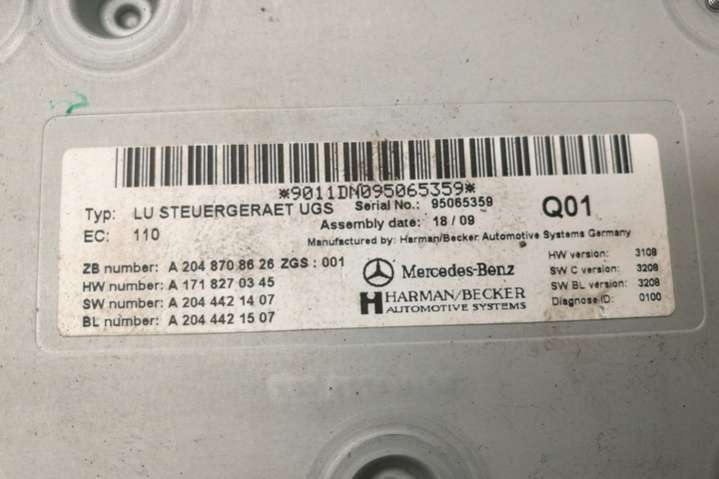 *9011DN095065359*
Typ: LU STEUERGERAET UGS Serial No.: 95065359 Q01
EC: 110 Assembly date: 18 / 09
Manufactured by: Harman/Becker Automotive Systems Germany
ZB number: A 204 870 86 26 ZGS : 001
HW number: A 171 827 03 45
SW number: A 204 442 14 07
BL number: A 204 442 15 07
Mercedes-Benz
HARMAN/BECKER
AUTOMOTIVE SYSTEMS
HW version: 3108
SW C version: 3208
SW BL version: 3208
Diagnose ID: 0100